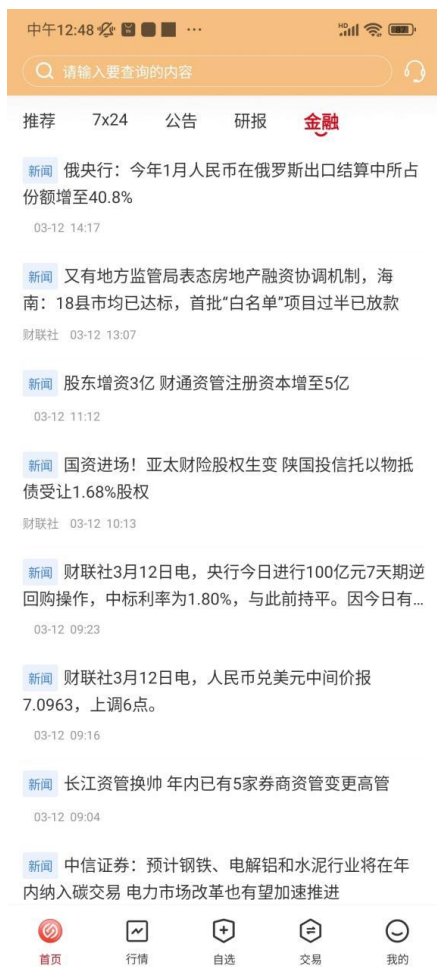 中午12:48
HD
请输入要查询的内容
推荐 7x24 公告 研报 金融
新闻 俄央行：今年1月人民币在俄罗斯出口结算中所占
份额增至40.8%
03-12 14:17
新闻 又有地方监管局表态房地产融资协调机制，海
南：18县市均已达标，首批“白名单”项目过半已放款
财联社 03-12 13:07
新闻 股东增资3亿 财通资管注册资本增至5亿
03-12 11:12
新闻 国资进场！亚太财险股权生变 陕国投信托以物抵
债受让1.68%股权
财联社 03-12 10:13
新闻 财联社3月12日电，央行今日进行100亿元7天期逆
回购操作，中标利率为1.80%，与此前持平。因今日有...
03-12 09:23
新闻 财联社3月12日电，人民币兑美元中间价报
7.0963，上调6点。
03-12 09:16
新闻 长江资管换帅 年内已有5家券商资管变更高管
03-12 09:04
新闻 中信证券：预计钢铁、电解铝和水泥行业将在年
内纳入碳交易 电力市场改革也有望加速推进
首页 行情 自选 交易 我的